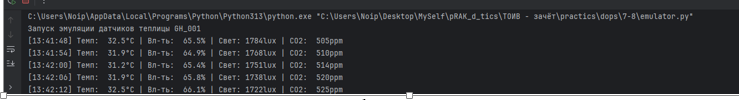 C:\Users\Noip\AppData\Local\Programs\Python\Python313\python.exe "C:\Users\Noip\Desktop\MySelf\pRAK_d_tics\ТОИВ - зачёт\practics\dops\7-8\emulator.py"
Запуск эмуляции датчиков теплицы GH_001
[13:41:48] Темп:  32.5°C | Вл-ть:  65.5% | Свет: 1784lux | CO2:  505ppm
[13:41:54] Темп:  31.9°C | Вл-ть:  64.9% | Свет: 1768lux | CO2:  510ppm
[13:42:00] Темп:  31.2°C | Вл-ть:  65.4% | Свет: 1751lux | CO2:  514ppm
[13:42:06] Темп:  31.9°C | Вл-ть:  65.8% | Свет: 1738lux | CO2:  520ppm
[13:42:12] Темп:  32.5°C | Вл-ть:  66.1% | Свет: 1722lux | CO2:  525ppm